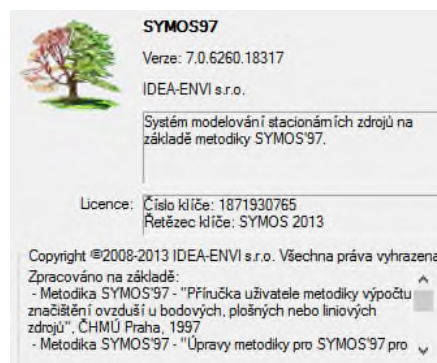 SYMOS97
Verze: 7.0.6260.18317
IDEA-ENVI s.r.o.
Systém modelování stacionárních zdrojů na
základě metodiky SYMOS'97.
Licence:
Číslo klíče: 1871930765
Řetězec klíče: SYMOS 2013
Copyright ©2008-2013 IDEA-ENVI s.r.o. Všechna práva vyhrazena
Zpracováno na základě:
- Metodika SYMOS'97 - "Příručka uživatele metodiky výpočtu
značištění ovzduší u bodových, plošných nebo liniových
zdrojů", ČHMÚ Praha, 1997
- Metodika SYMOS'97 - "Úpravy metodiky pro SYMOS'97 pro